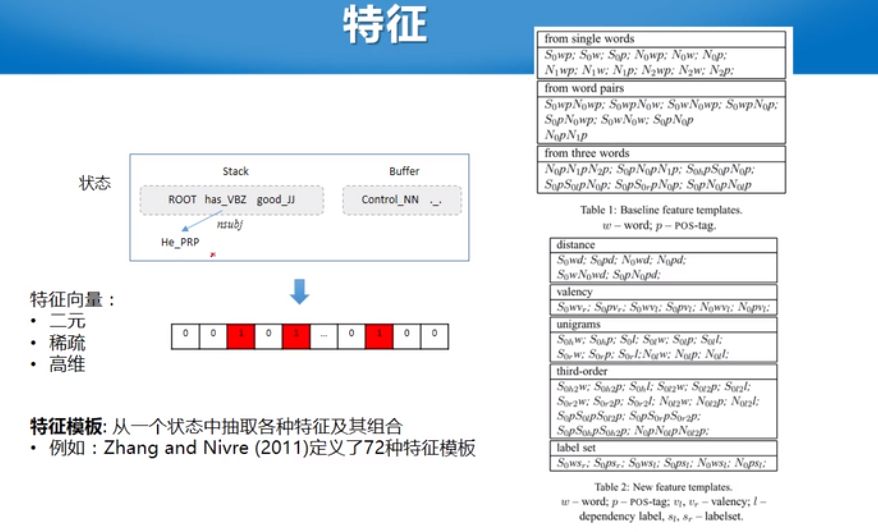 特征
状态
Stack
Buffer
ROOT has_VBZ good_JJ
Control_NN ._.
nsubj
He_PRP
特征向量：
• 二元
• 稀疏
• 高维
0 0 1 0 1 ... 0 1 0 0
特征模板: 从一个状态中抽取各种特征及其组合
• 例如：Zhang and Nivre (2011)定义了72种特征模板
from single words
S₀wp; S₀w; S₀p; N₀wp; N₀w; N₀p;
N₁wp; N₁w; N₁p; N₂wp; N₂w; N₂p;
from word pairs
S₀wpN₀wp; S₀wpN₀w; S₀wN₀wp; S₀wpN₀p;
S₀pN₀wp; S₀wN₀w; S₀pN₀p
N₀pN₁p
from three words
N₀pN₁pN₂p; S₀pN₀pN₁p; S₀ₕpS₀pN₀p;
S₀pS₀ₗpN₀p; S₀pS₀ᵣpN₀p; S₀pN₀pN₀ₗp
Table 1: Baseline feature templates.
w – word; p – POS-tag.
distance
S₀wd; S₀pd; N₀wd; N₀pd;
S₀wN₀wd; S₀pN₀pd;
valency
S₀wvᵣ; S₀pvᵣ; S₀wvₗ; S₀pvₗ; N₀wvₗ; N₀pvₗ;
unigrams
S₀ₕw; S₀ₕp; S₀l; S₀ₗw; S₀ₗp; S₀ₗl;
S₀ᵣw; S₀ᵣp; S₀ᵣl; N₀ₗw; N₀ₗp; N₀ₗl;
third-order
S₀ₕ₂w; S₀ₕ₂p; S₀ₕl; S₀ₗ₂w; S₀ₗ₂p; S₀ₗ₂l;
S₀ᵣ₂w; S₀ᵣ₂p; S₀ᵣ₂l; N₀ₗ₂w; N₀ₗ₂p; N₀ₗ₂l;
S₀pS₀ₗpS₀ₗ₂p; S₀pS₀ᵣpS₀ᵣ₂p;
S₀pS₀ₕpS₀ₕ₂p; N₀pN₀ₗpN₀ₗ₂p;
label set
S₀wsᵣ; S₀psᵣ; S₀wsₗ; S₀psₗ; N₀wsₗ; N₀psₗ;
Table 2: New feature templates.
w – word; p – POS-tag; vₗ, vᵣ – valency; l –
dependency label, sₗ, sᵣ – labelset.